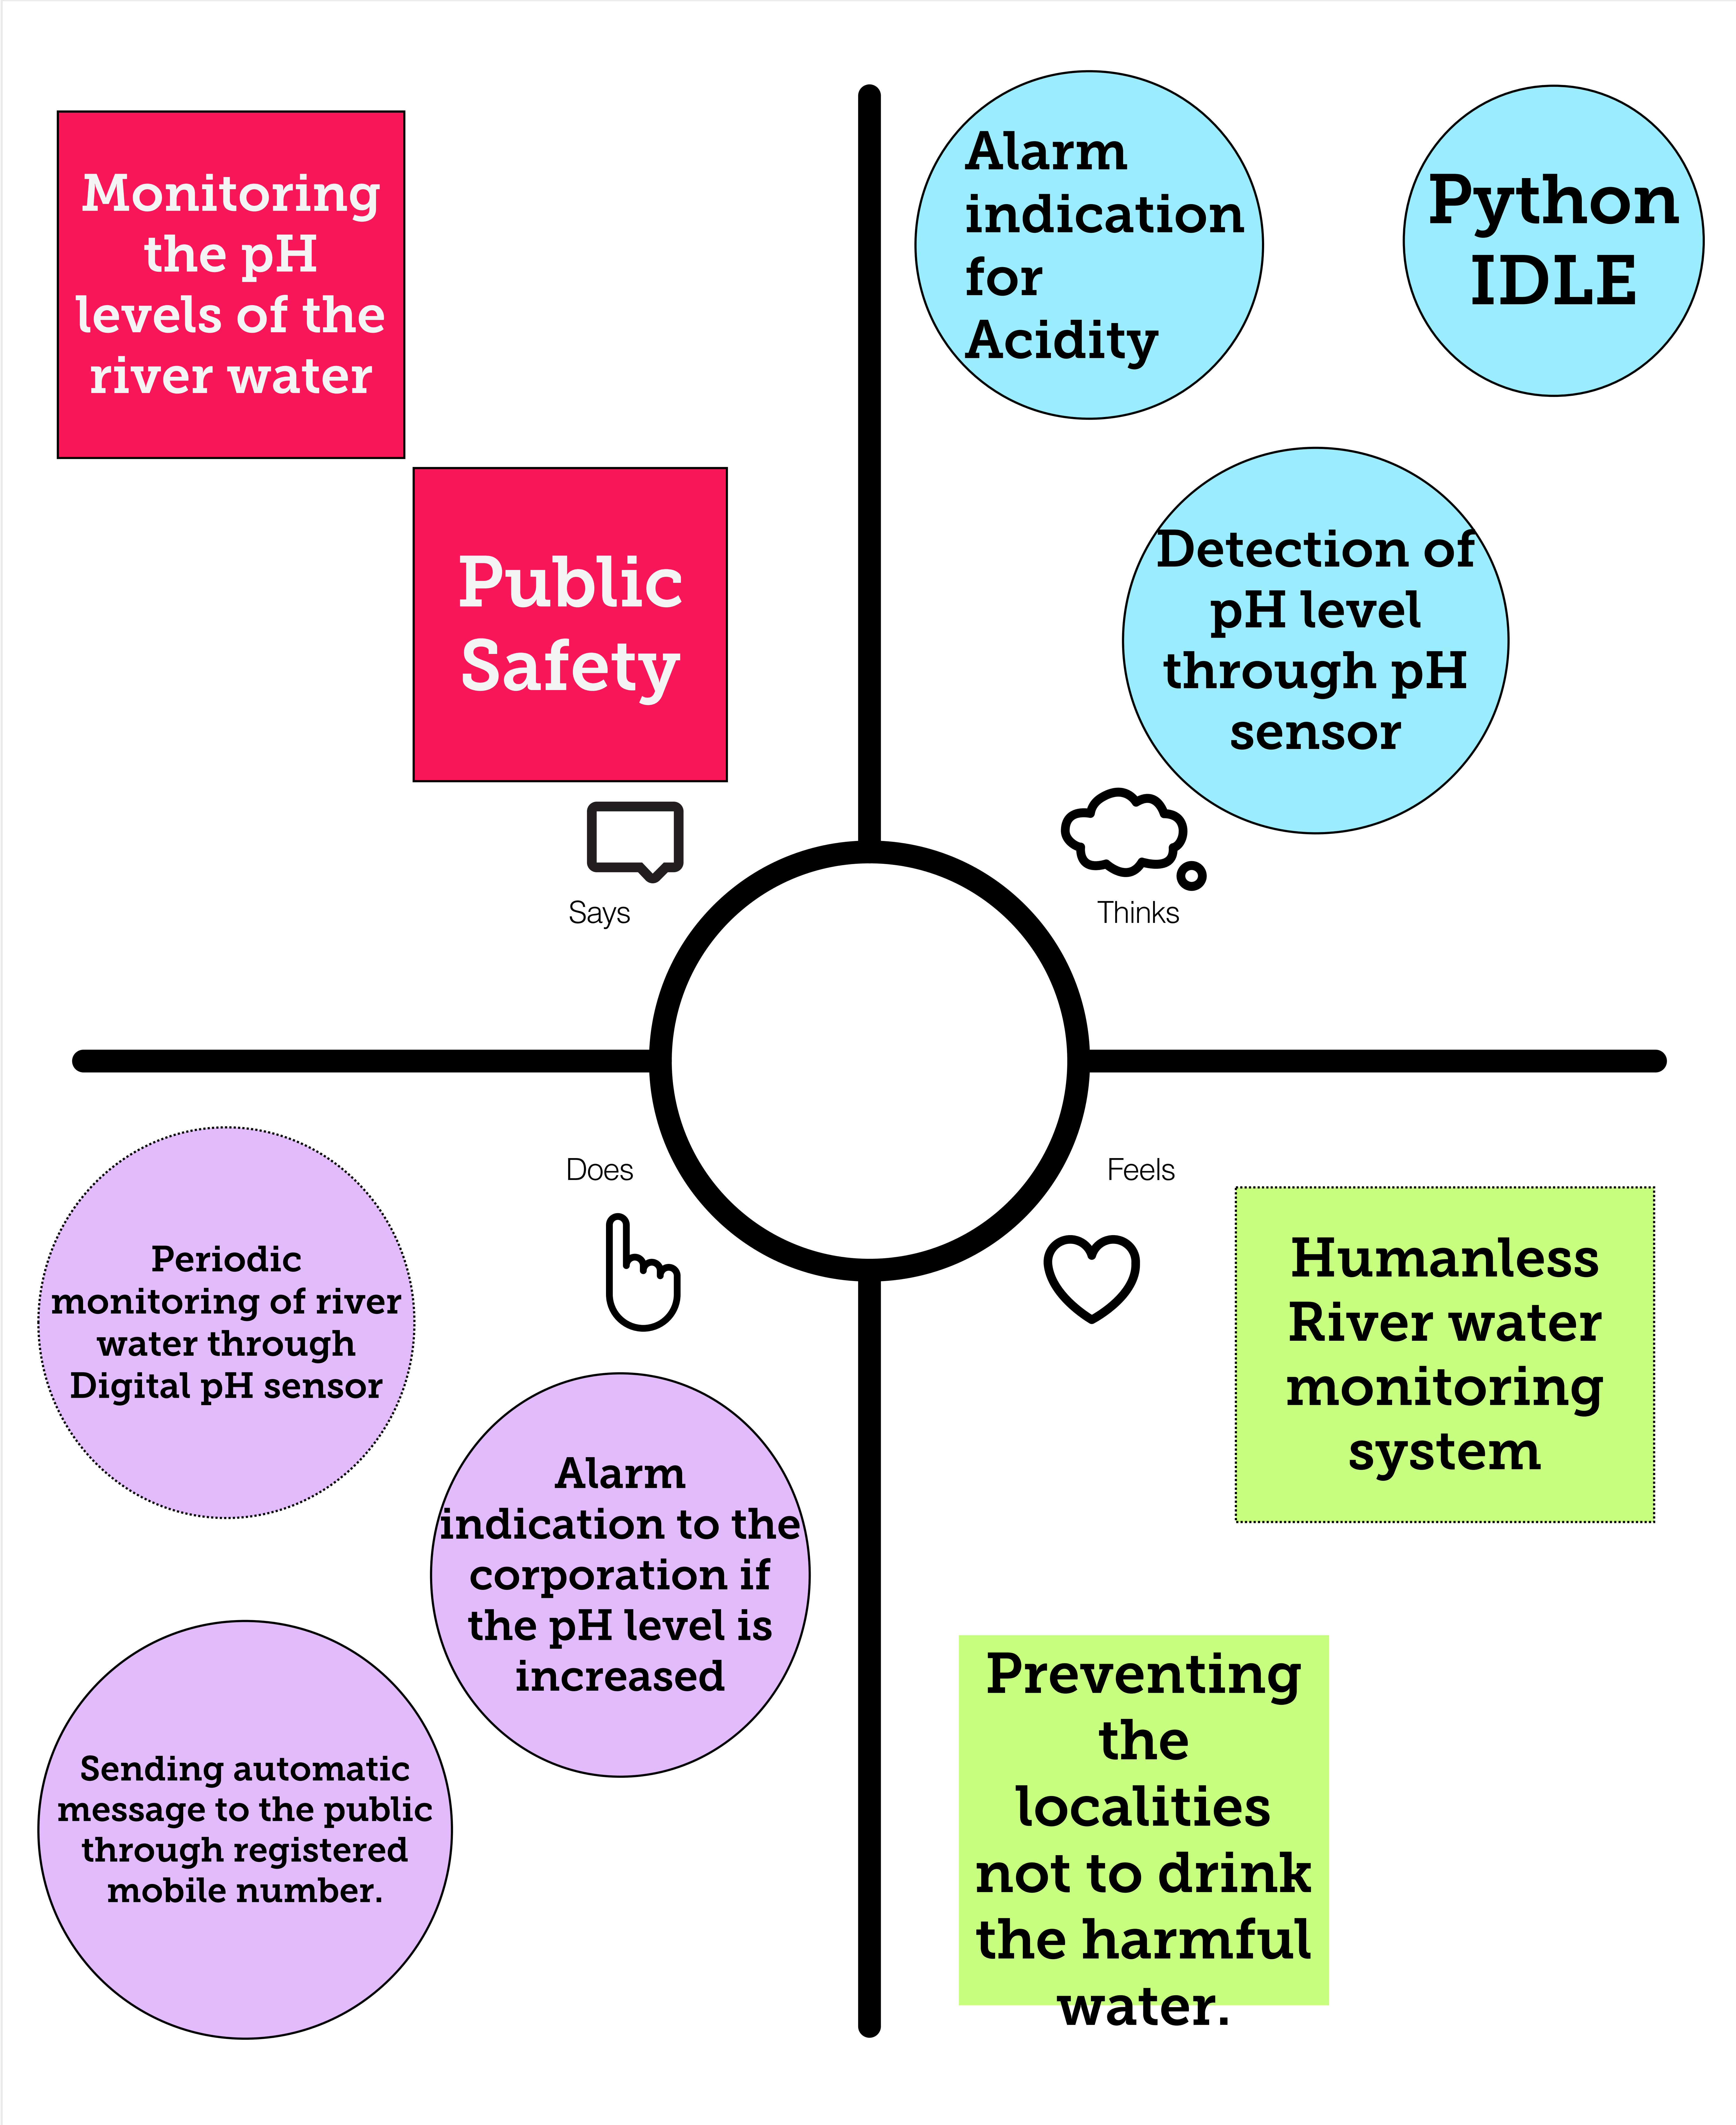 Monitoring
the pH
levels of the
river water
Public
Safety
Says
Alarm
indication
for
Acidity
Python
IDLE
Detection of
pH level
through pH
sensor
Thinks
Does
Periodic
monitoring of river
water through
Digital pH sensor
Alarm
indication to the
corporation if
the pH level is
increased
Sending automatic
message to the public
through registered
mobile number.
Feels
Humanless
River water
monitoring
system
Preventing
the
localities
not to drink
the harmful
water.